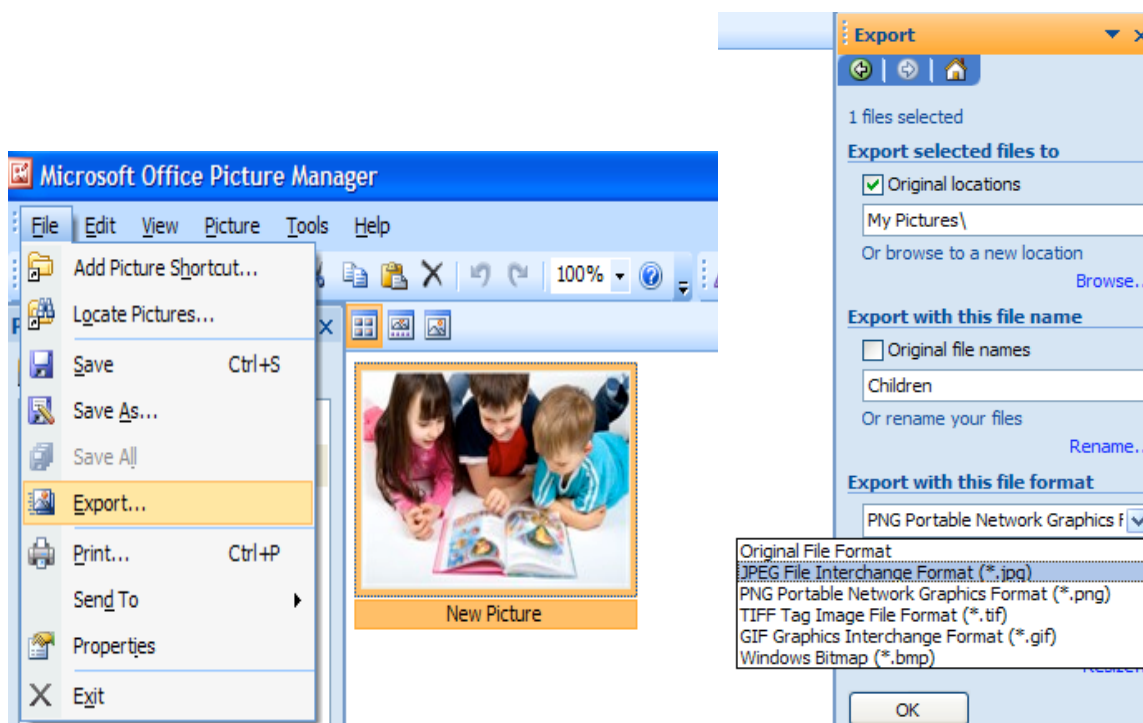 Microsoft Office Picture Manager
File Edit View Picture Tools Help
Add Picture Shortcut...
100%
Locate Pictures...
Save Ctrl+S
Save As...
Save All
Export...
Print... Ctrl+P
Send To
Properties
Exit
New Picture
Export
1 files selected
Export selected files to
Original locations
My Pictures\
Or browse to a new location
Browse..
Export with this file name
Original file names
Children
Or rename your files
Rename..
Export with this file format
PNG Portable Network Graphics F
Original File Format
JPEG File Interchange Format (*.jpg)
PNG Portable Network Graphics Format (*.png)
TIFF Tag Image File Format (*.tif)
GIF Graphics Interchange Format (*.gif)
Windows Bitmap (*.bmp)
OK